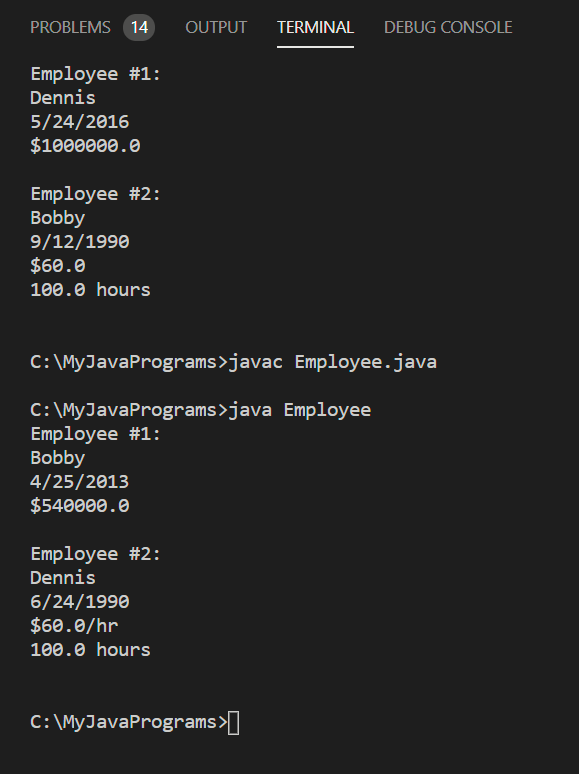 PROBLEMS 14 OUTPUT TERMINAL DEBUG CONSOLE
Employee #1:
Dennis
5/24/2016
$1000000.0
Employee #2:
Bobby
9/12/1990
$60.0
100.0 hours
C:\MyJavaPrograms>javac Employee.java
C:\MyJavaPrograms>java Employee
Employee #1:
Bobby
4/25/2013
$540000.0
Employee #2:
Dennis
6/24/1990
$60.0/hr
100.0 hours
C:\MyJavaPrograms>